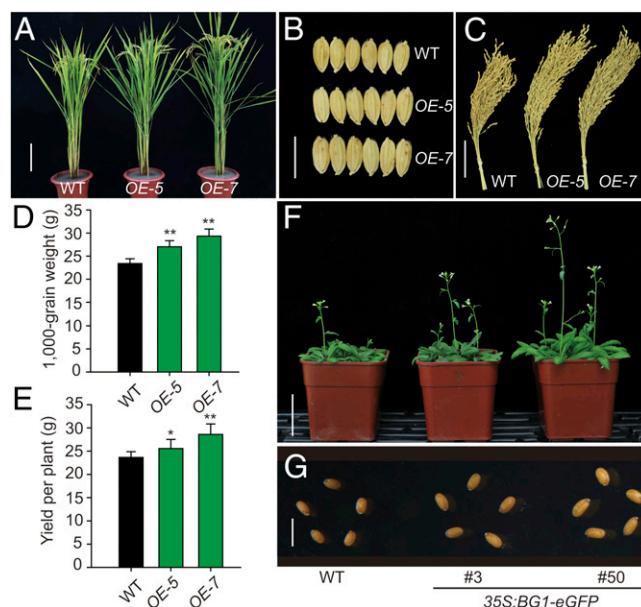 A
WT
OE-5
OE-7
B
WT
OE-5
OE-7
C
WT
OE-5
OE-7
D
1,000-grain weight (g)
35
30
25
20
15
10
5
0
**
**
WT
OE-5
OE-7
E
Yield per plant (g)
35
30
25
20
15
10
5
0
*
**
WT
OE-5
OE-7
F
G
WT
#3
#50
35S:BG1-eGFP